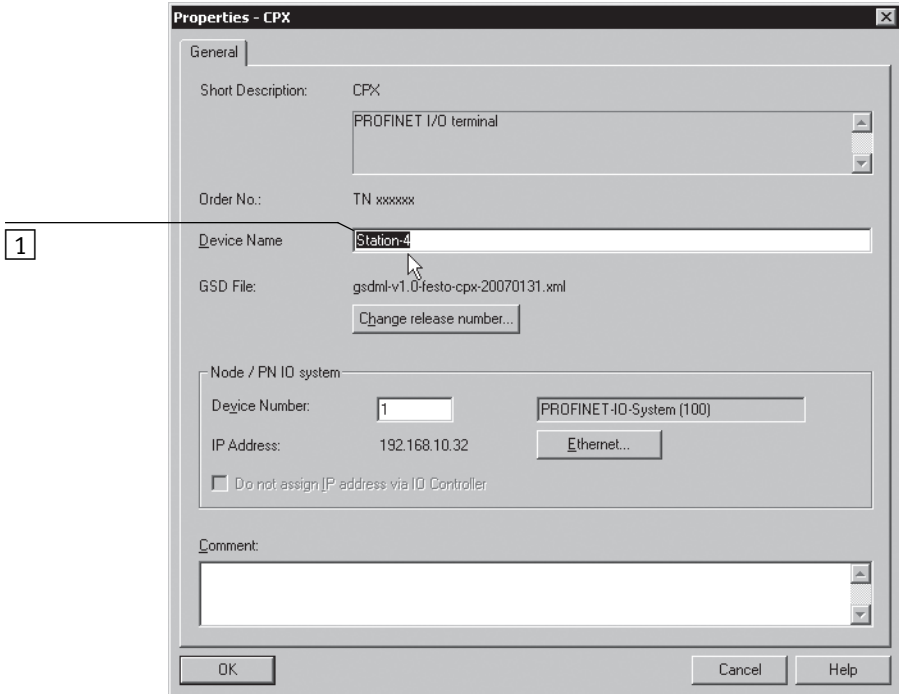 Properties - CPX
General
Short Description: CPX
PROFINET I/O terminal
Order No.: TN xxxxxx
1
Device Name Station-4
GSD File: gsdml-v1.0-festo-cpx-20070131.xml
Change release number...
Node / PN IO system
Device Number: 1 PROFINET-IO-System (100)
IP Address: 192.168.10.32 Ethernet...
Do not assign IP address via IO Controller
Comment:
OK Cancel Help